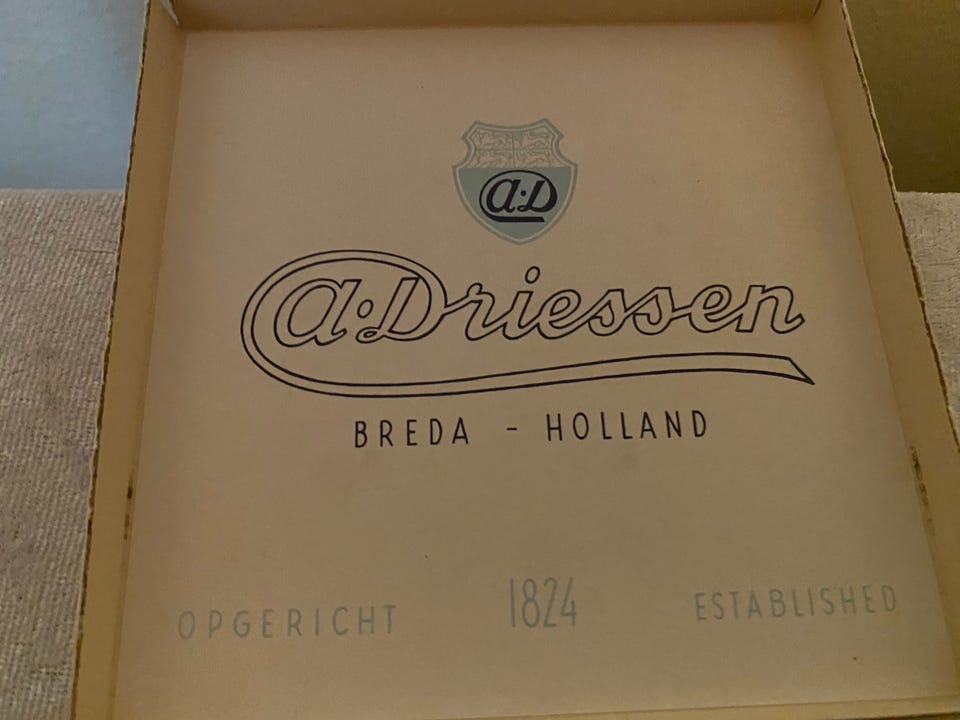 a·D
a·Driessen
BREDA - HOLLAND
OPGERICHT 1824 ESTABLISHED